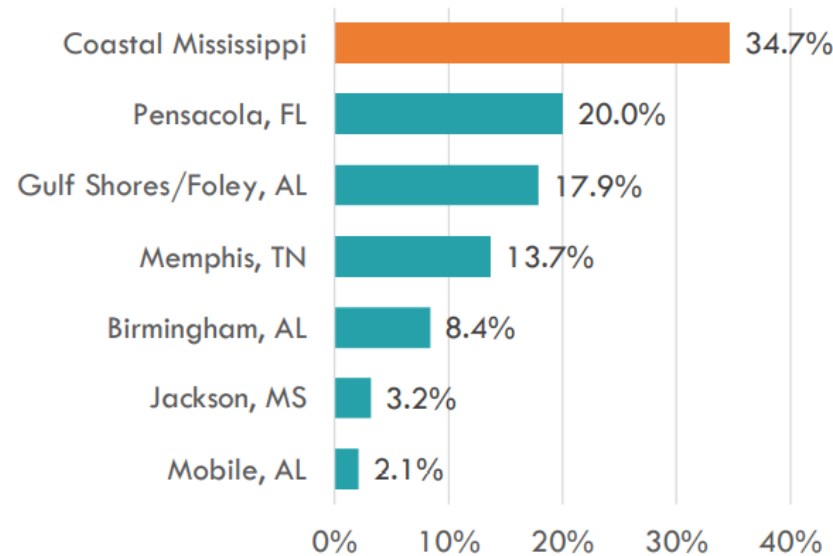 Coastal Mississippi 34.7%
Pensacola, FL 20.0%
Gulf Shores/Foley, AL 17.9%
Memphis, TN 13.7%
Birmingham, AL 8.4%
Jackson, MS 3.2%
Mobile, AL 2.1%
0% 10% 20% 30% 40%